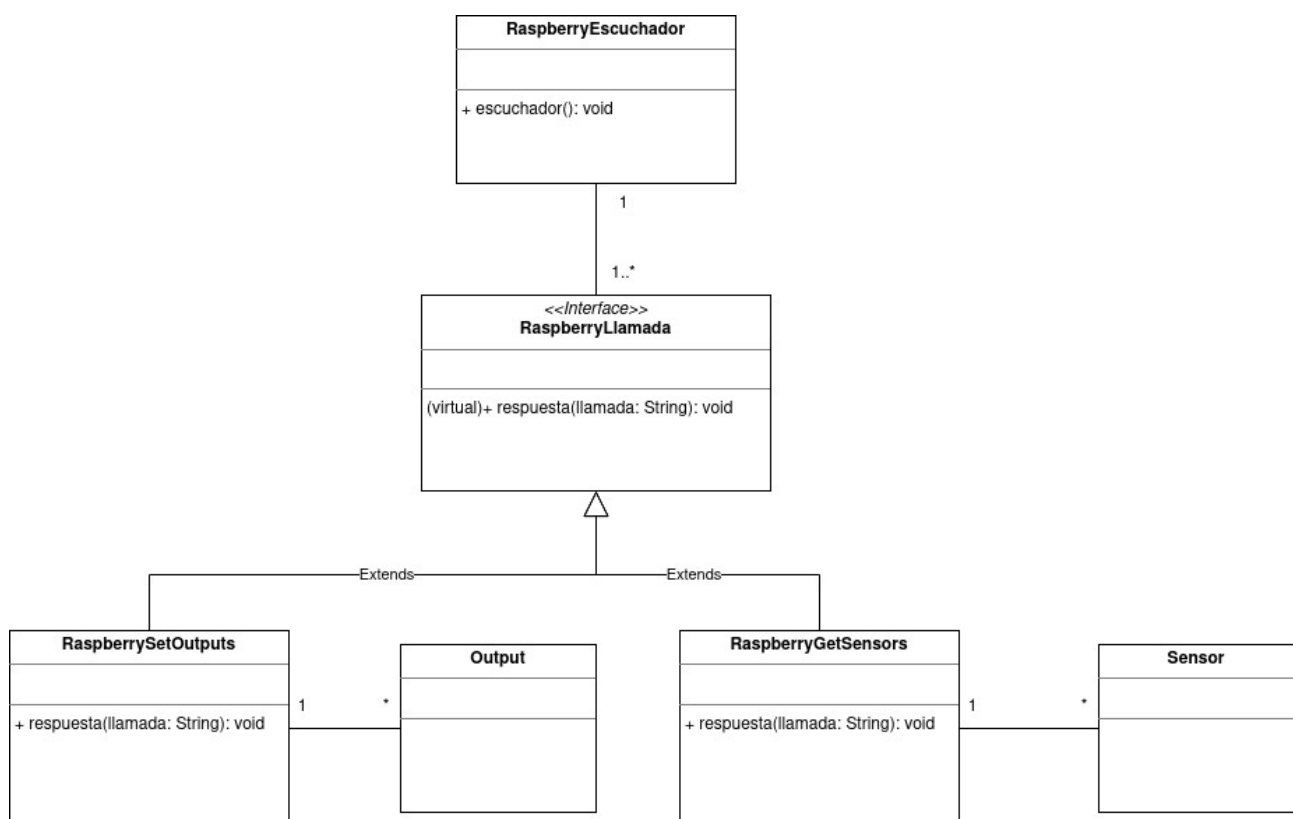 RaspberryEscuchador
+ escuchador(): void
1
1..*
<<Interface>>
RaspberryLlamada
(virtual)+ respuesta(llamada: String): void
Extends
Extends
RaspberrySetOutputs
+ respuesta(llamada: String): void
1
*
Output
RaspberryGetSensors
+ respuesta(llamada: String): void
1
*
Sensor